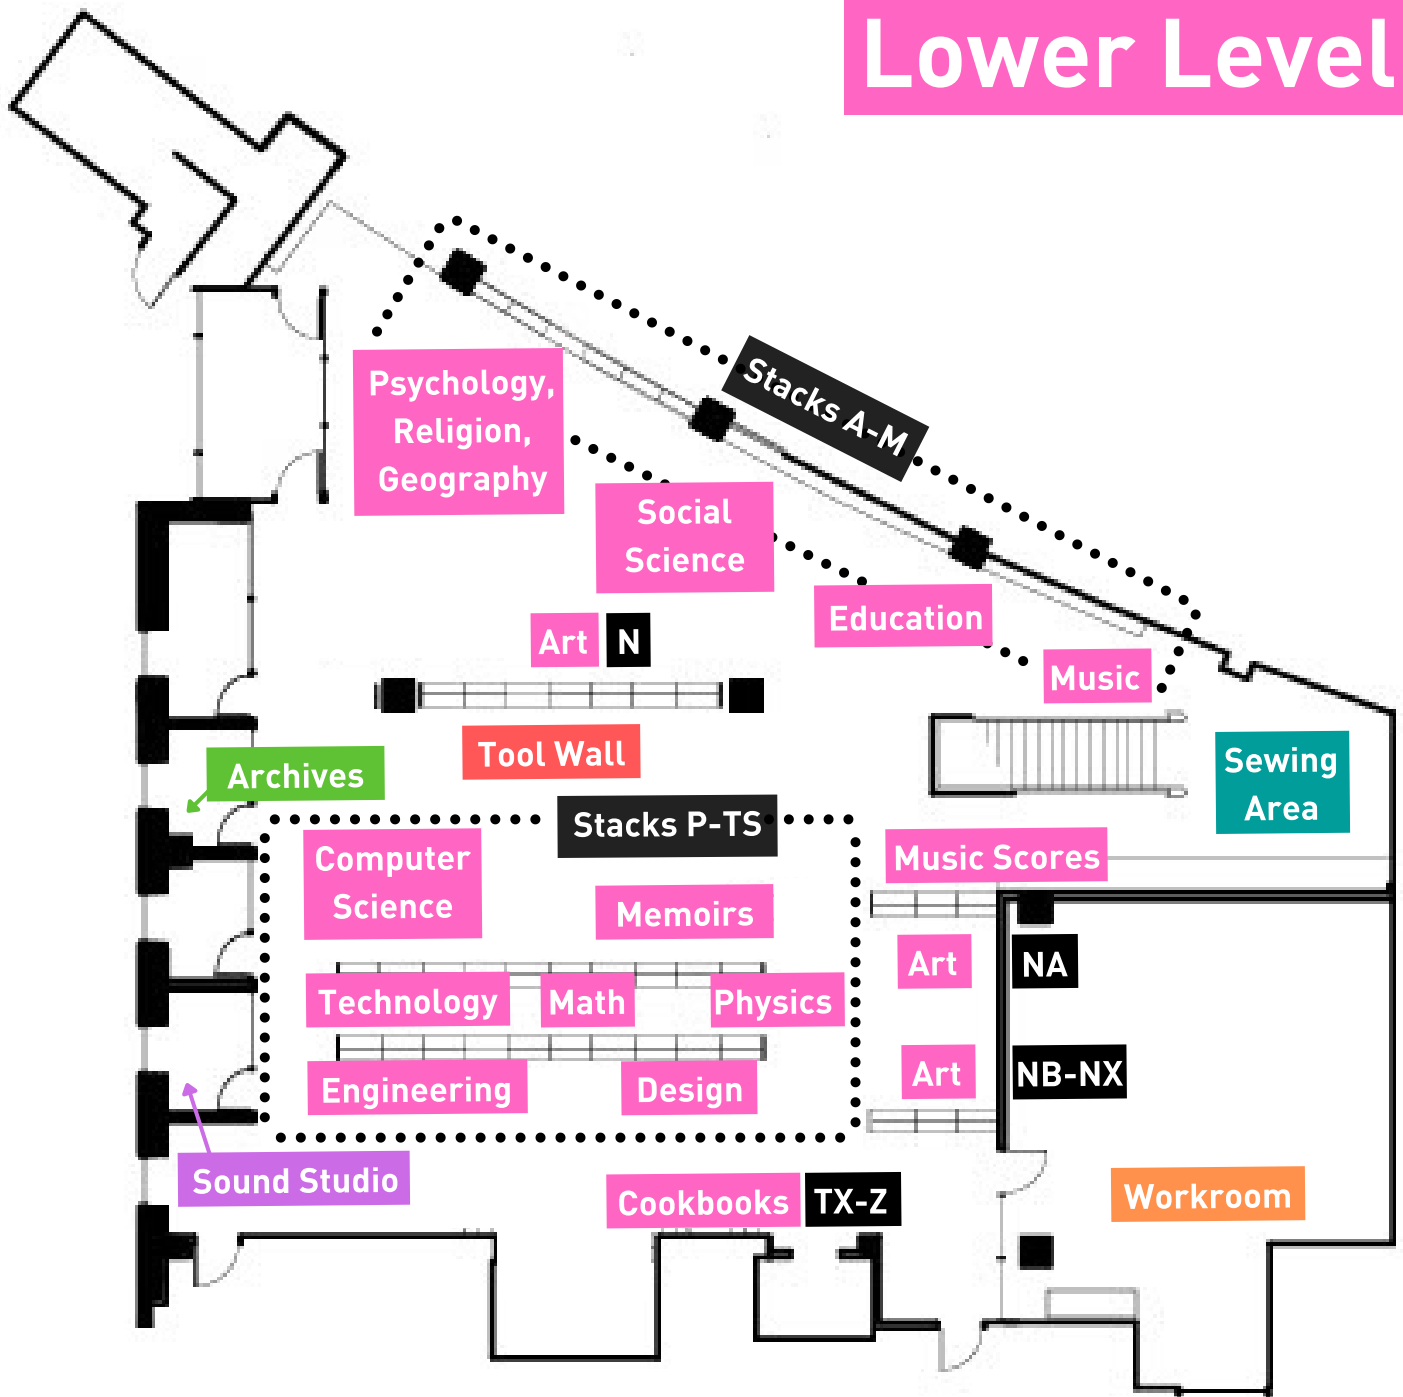 Lower Level
Stacks A-M
Psychology,
Religion,
Geography
Social
Science
Education
Art N
Music
Tool Wall
Sewing
Area
Archives
Stacks P-TS
Computer
Science
Music Scores
Memoirs
Art NA
Technology Math Physics
Art NB-NX
Engineering Design
Sound Studio
Cookbooks TX-Z
Workroom